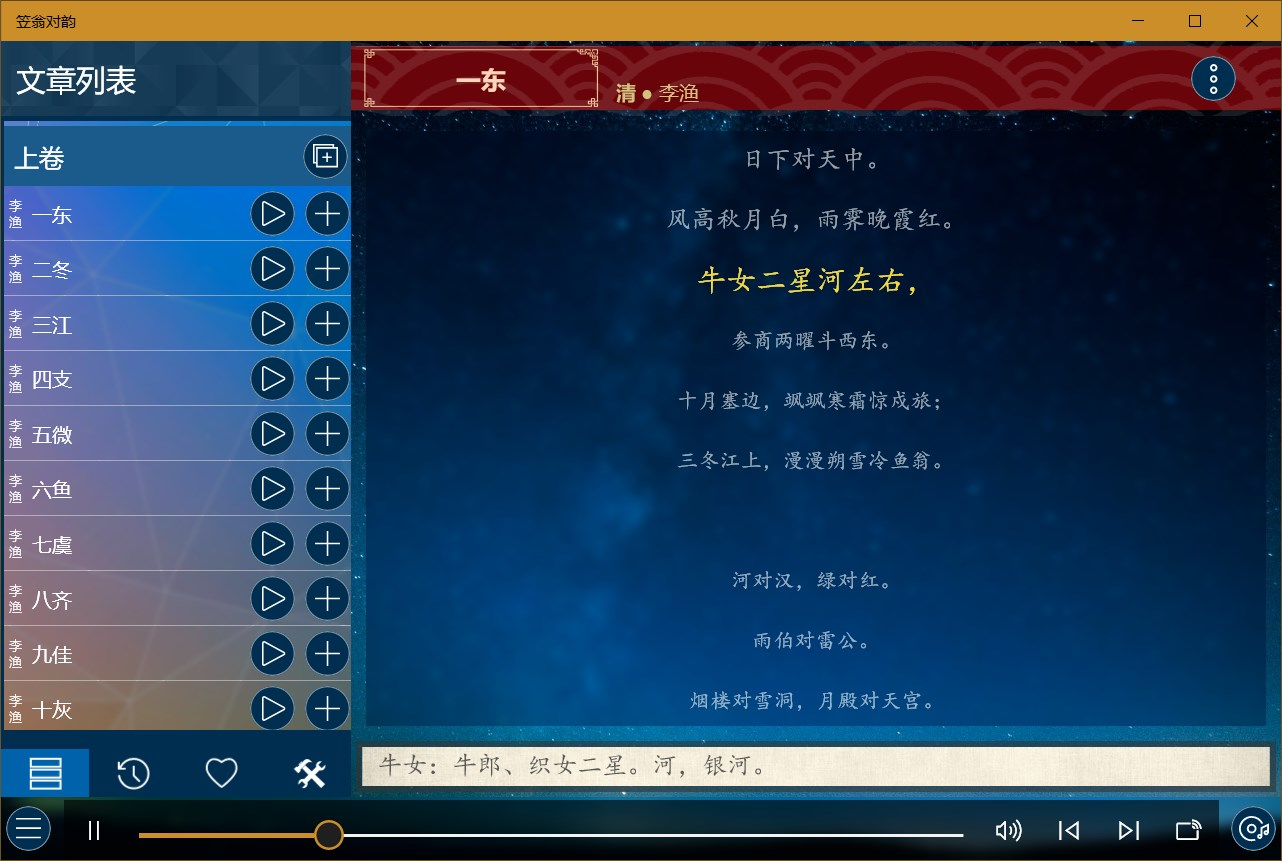 笠翁对韵
文章列表
一东
清●李渔
上卷
李渔 一东
李渔 二冬
李渔 三江
李渔 四支
李渔 五微
李渔 六鱼
李渔 七虞
李渔 八齐
李渔 九佳
李渔 十灰
日下对天中。
风高秋月白，雨霁晚霞红。
牛女二星河左右，
参商两曜斗西东。
十月塞边，飒飒寒霜惊戍旅；
三冬江上，漫漫朔雪冷鱼翁。
河对汉，绿对红。
雨伯对雷公。
烟楼对雪洞，月殿对天宫。
牛女：牛郎、织女二星。河，银河。